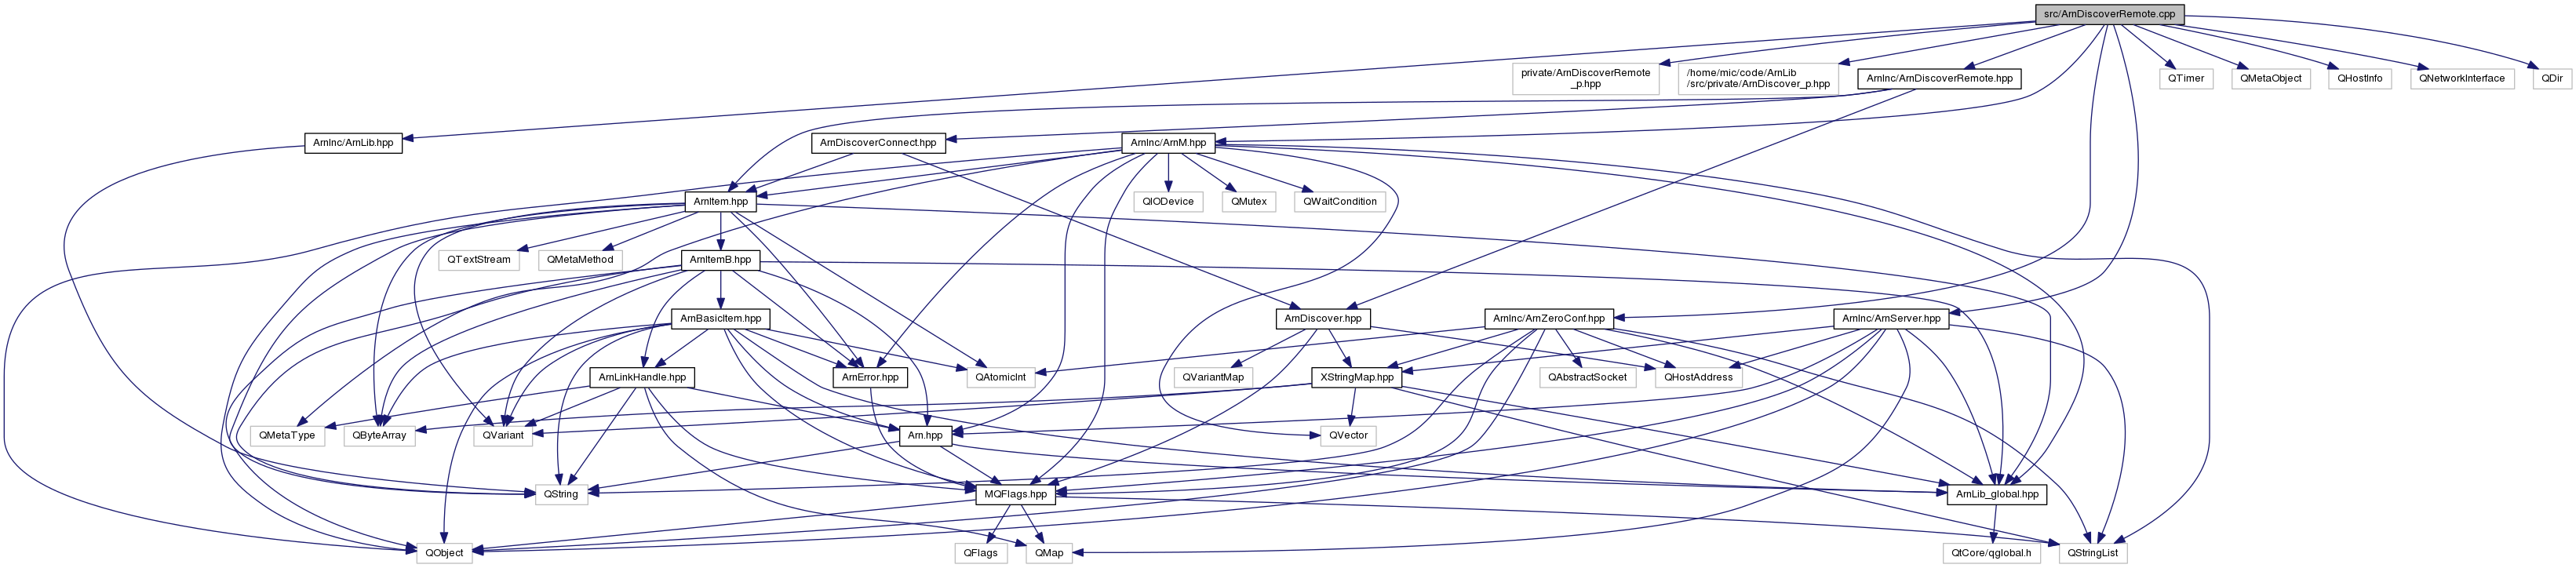 src/ArnDiscoverRemote.cpp
private/ArnDiscoverRemote
_p.hpp
/home/mic/code/ArnLib
/src/private/ArnDiscover_p.hpp
ArnInc/ArnDiscoverRemote.hpp
QTimer
QMetaObject
QHostInfo
QNetworkInterface
QDir
ArnInc/ArnLib.hpp
ArnDiscoverConnect.hpp
ArnInc/ArnM.hpp
ArnItem.hpp
QIODevice
QMutex
QWaitCondition
QTextStream
QMetaMethod
ArnItemB.hpp
ArnBasicItem.hpp
ArnDiscover.hpp
ArnInc/ArnZeroConf.hpp
ArnInc/ArnServer.hpp
ArnLinkHandle.hpp
ArnError.hpp
QAtomicInt
QVariantMap
XStringMap.hpp
QAbstractSocket
QHostAddress
QMetaType
QByteArray
QVariant
Arn.hpp
QVector
QString
MQFlags.hpp
ArnLib_global.hpp
QObject
QFlags
QMap
QtCore/qglobal.h
QStringList